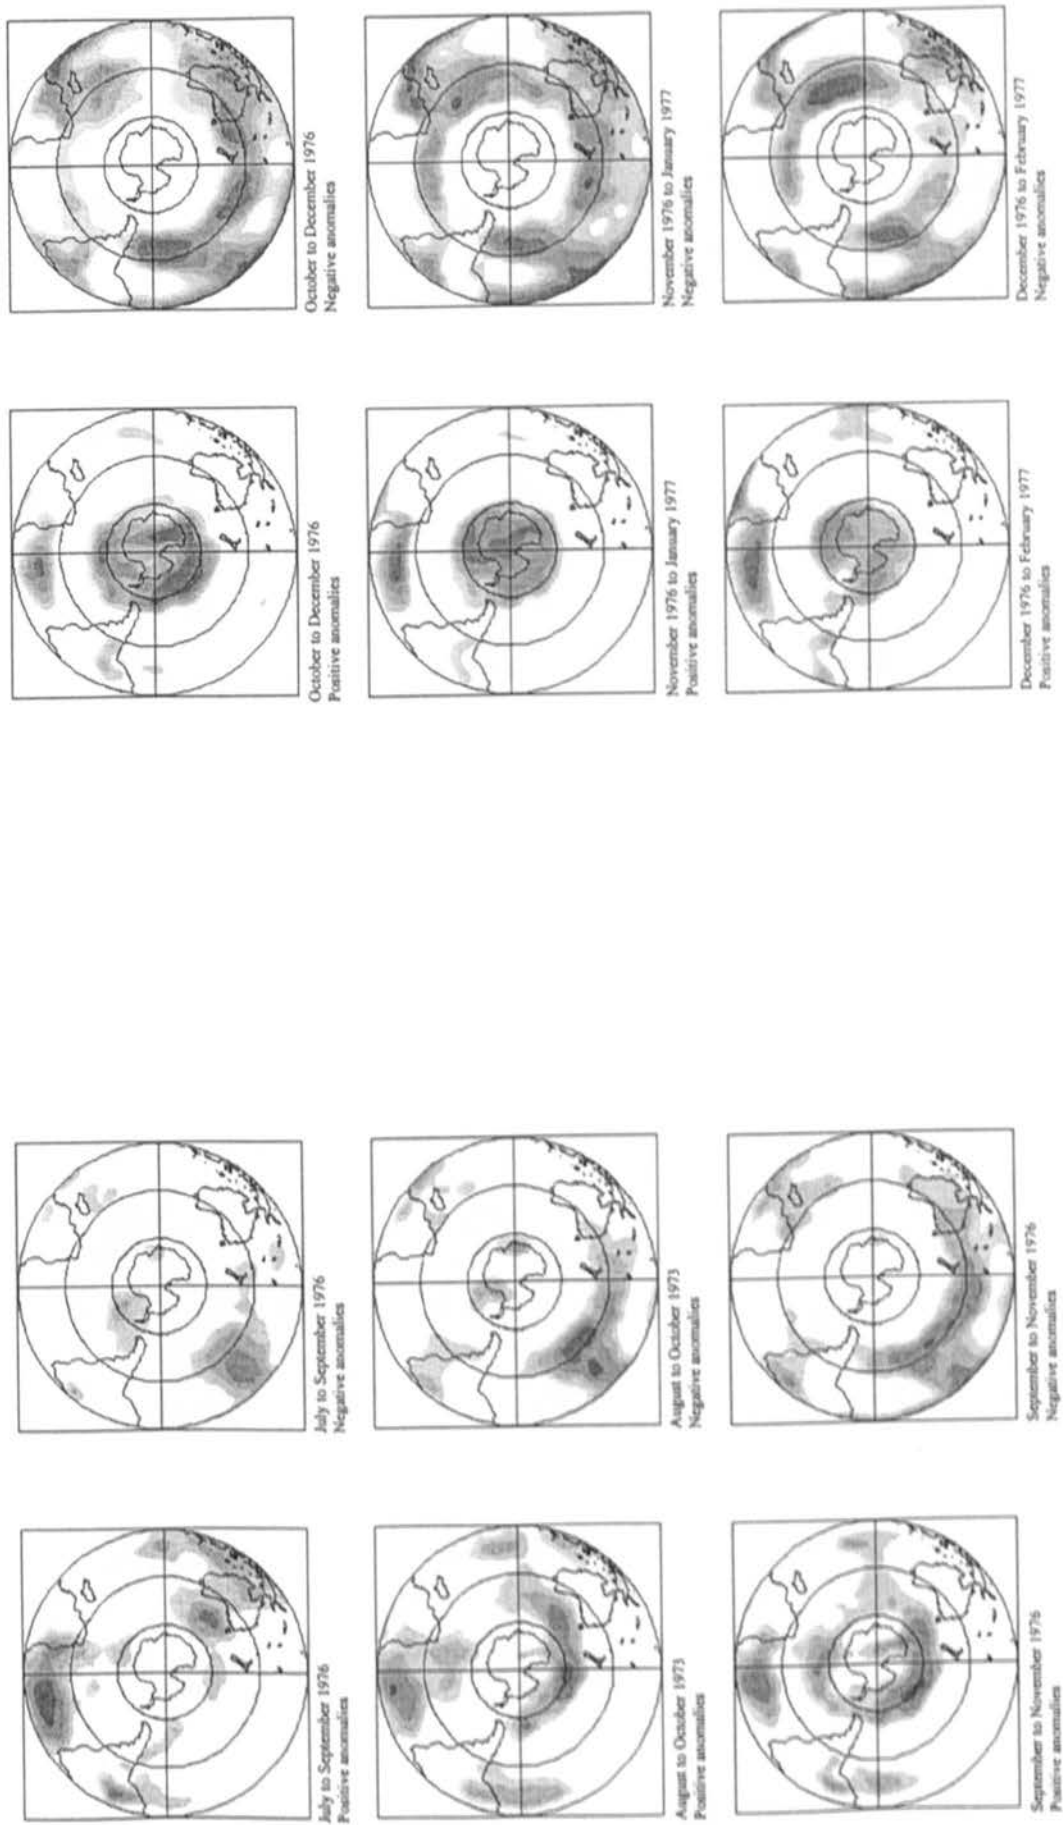 July to September 1976
Positive anomalies
July to September 1976
Negative anomalies
October to December 1976
Positive anomalies
October to December 1976
Negative anomalies
August to October 1973
Positive anomalies
August to October 1973
Negative anomalies
November 1976 to January 1977
Positive anomalies
November 1976 to January 1977
Negative anomalies
September to November 1976
Positive anomalies
September to November 1976
Negative anomalies
December 1976 to February 1977
Positive anomalies
December 1976 to February 1977
Negative anomalies